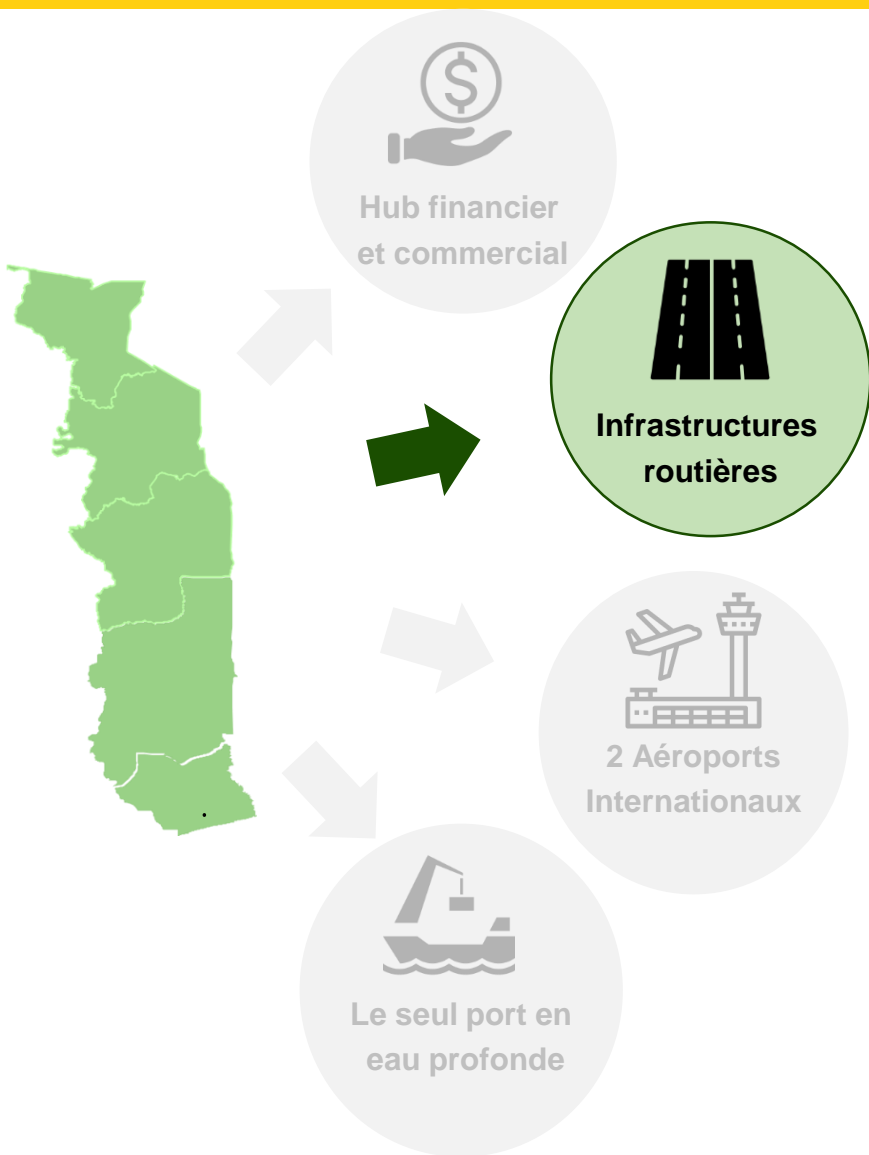 Hub financier
et commercial
Infrastructures
routières
2 Aéroports
Internationaux
Le seul port en
eau profonde